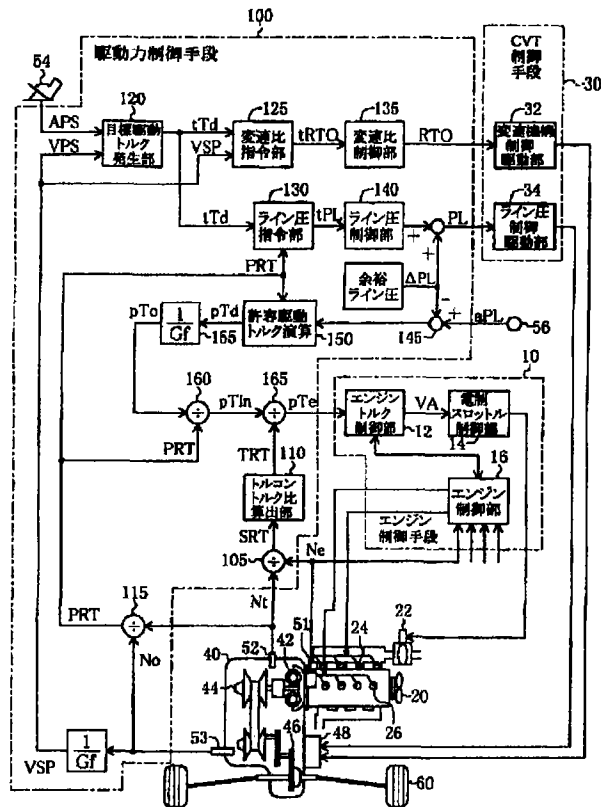 100
駆動力制御手段
CVT
制御
手段
30
54
120
125
135
32
APS
VPS
目標駆動
トルク
発生部
tTd
VSP
変速比
指令部
tRTO
変速比
制御部
RTO
変速機構
制御
駆動部
130
140
34
tTd
ライン圧
指令部
tPL
ライン圧
制御部
+
+
PL
ライン圧
制御
駆動部
PRT
余裕
ライン圧
ΔPL
-
+
aPL
56
145
pTo
1
Gf
155
pTd
許容駆動
トルク演算
150
10
160
÷
pTin
165
÷
pTe
エンジン
トルク
制御部
12
VA
電制
スロットル
制御部
14
PRT
TRT
110
トルコン
トルク比
算出部
16
エンジン
制御部
エンジン
制御手段
SRT
105
÷
Ne
Nt
115
÷
PRT
No
22
51
24
52
42
40
44
20
26
46
48
53
VSP
1
Gf
60